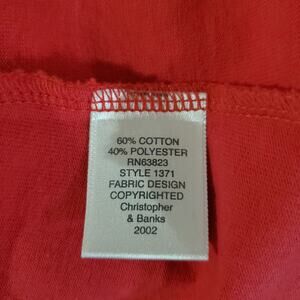 60% COTTON
40% POLYESTER
RN63823
STYLE 1371
FABRIC DESIGN
COPYRIGHTED
Christopher
& Banks
2002